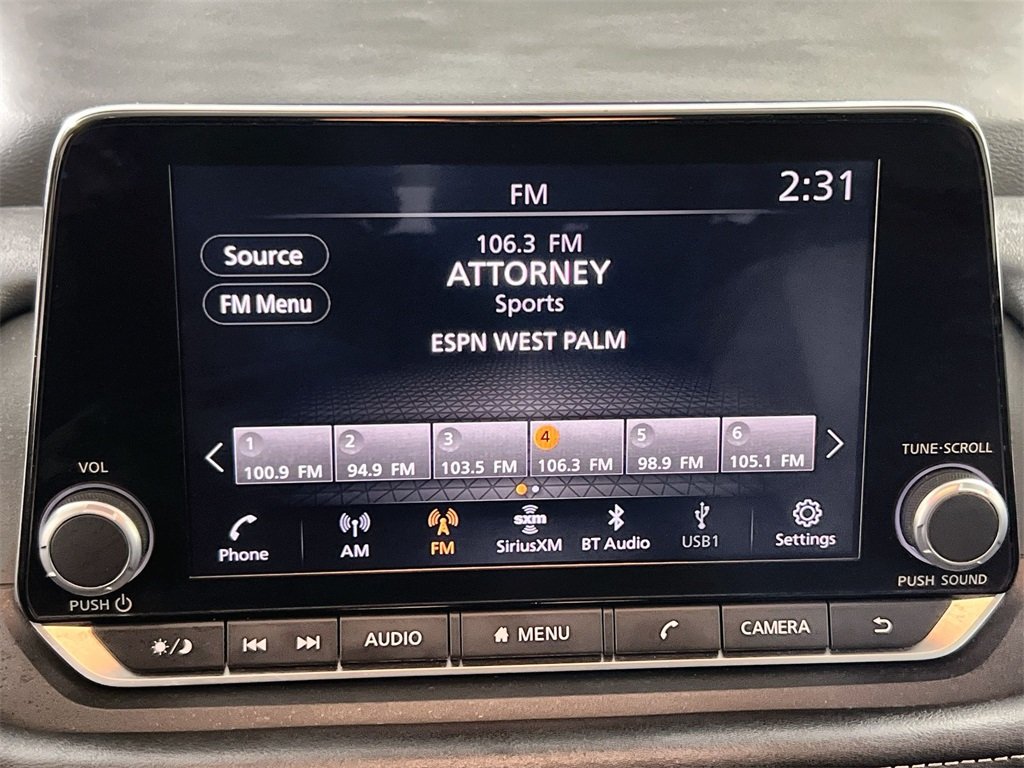 FM
2:31
Source
FM Menu
106.3 FM
ATTORNEY
Sports
ESPN WEST PALM
1 2 3 4 5 6
100.9 FM 94.9 FM 103.5 FM 106.3 FM 98.9 FM 105.1 FM
Phone AM FM SiriusXM BT Audio USB1 Settings
A
sxm
VOL
PUSH
TUNE·SCROLL
PUSH SOUND
AUDIO
MENU
CAMERA